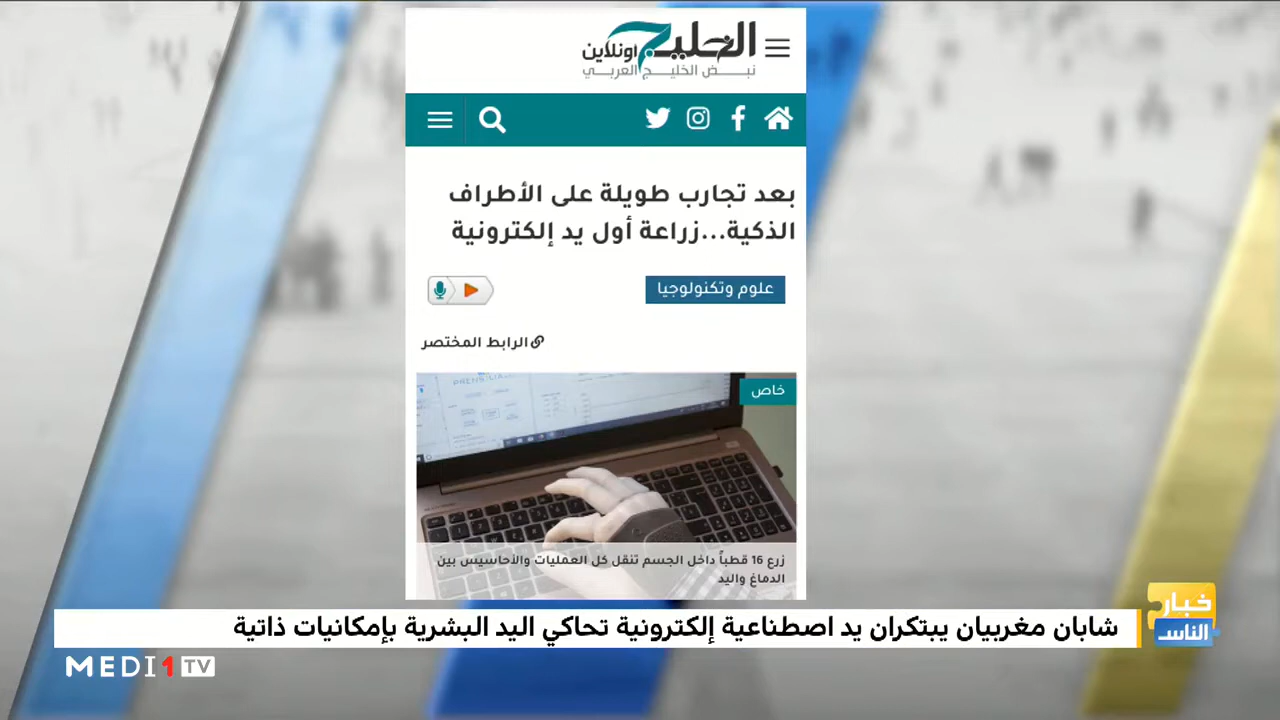 الخليج أونلاين
نبض الخليج العربي
بعد تجارب طويلة على الأطراف
الذكية...زراعة أول يد إلكترونية
علوم وتكنولوجيا
الرابط المختصر
خاص
زرع 16 قطباً داخل الجسم تنقل كل العمليات والأحاسيس بين
الدماغ واليد
شابان مغربيان يبتكران يد اصطناعية إلكترونية تحاكي اليد البشرية بإمكانيات ذاتية
خبار
الناس
MEDI1TV